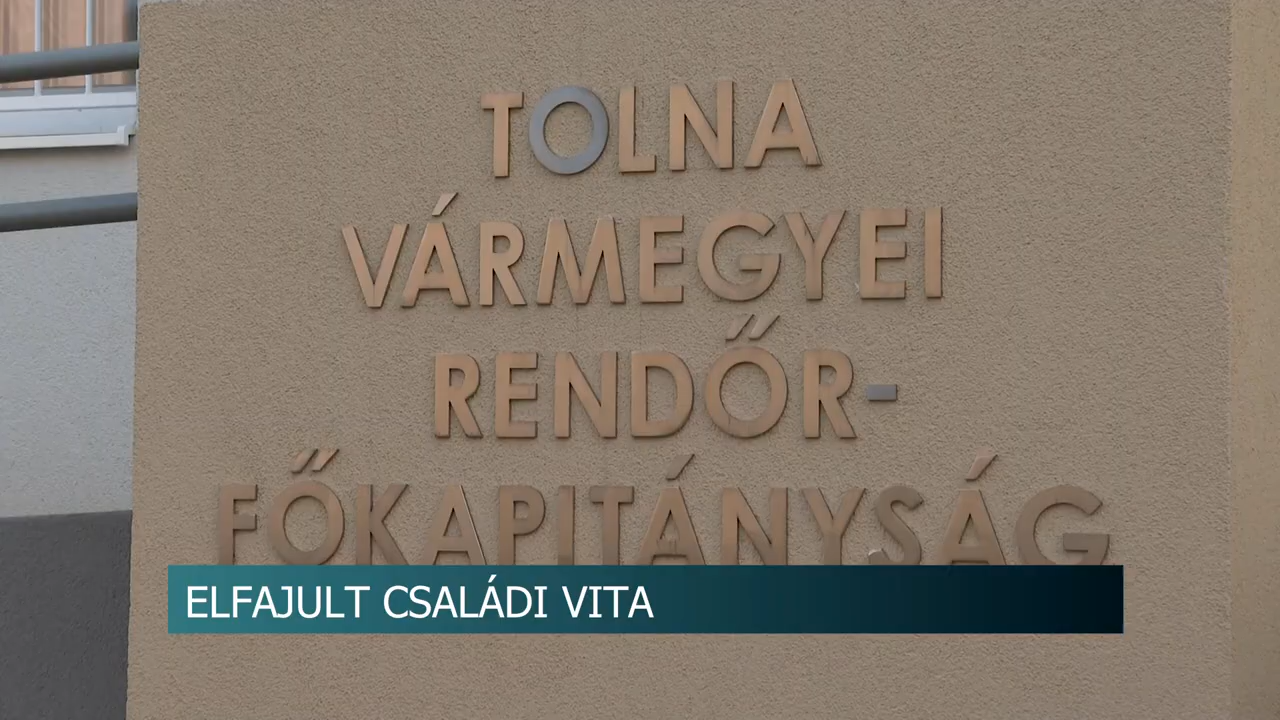 TOLNA
VÁRMEGYEI
RENDŐR-
FŐKAPITÁNYSÁG
ELFAJULT CSALÁDI VITA